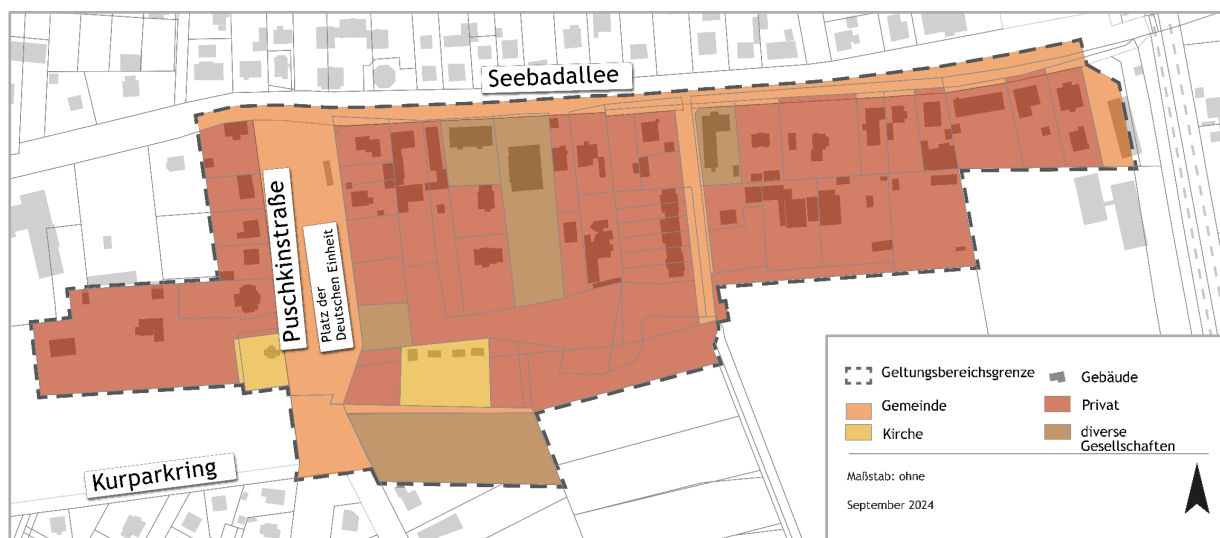 Seebadallee
Puschkinstraße
Platz der
Deutschen Einheit
Kurparkring
Geltungsbereichsgrenze
Gemeinde
Kirche
Gebäude
Privat
diverse
Gesellschaften
Maßstab: ohne
September 2024